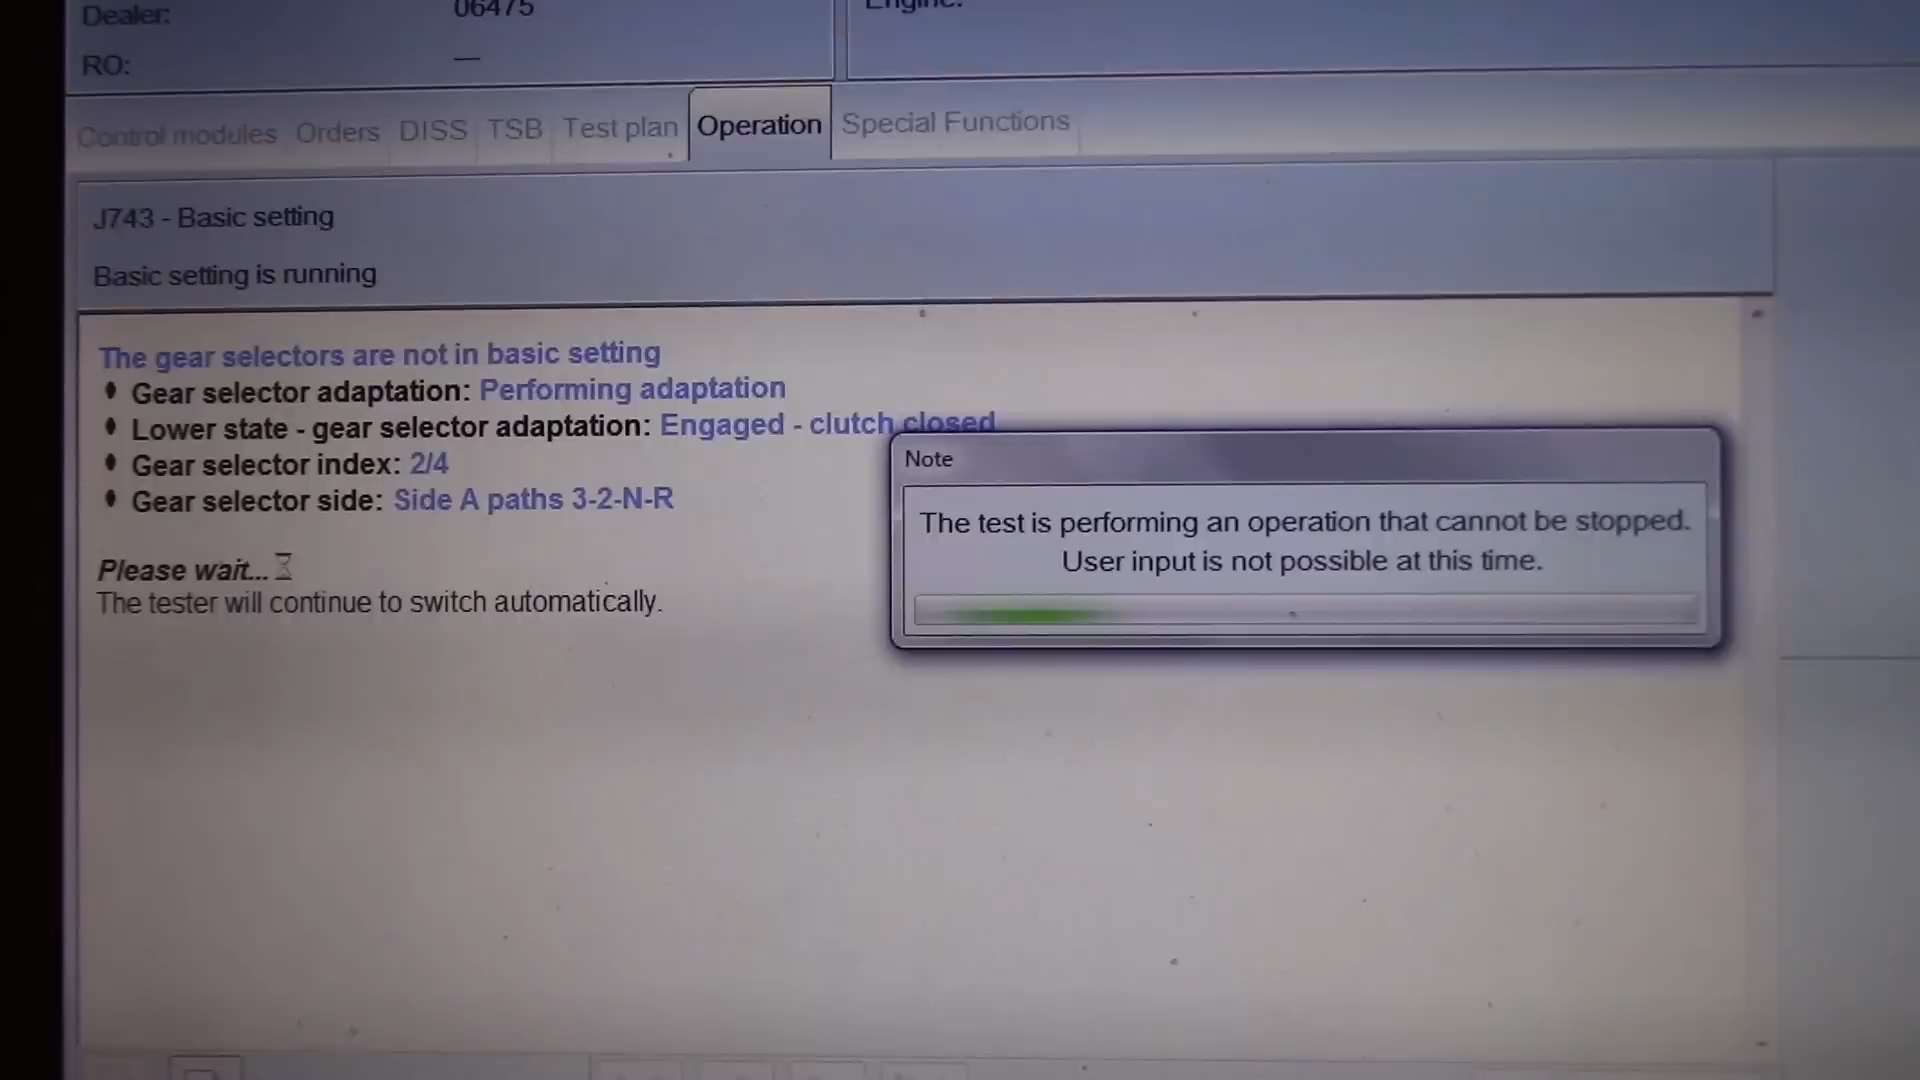 Dealer: 06475
Engine:
RO: —
Control modules Orders DISS TSB Test plan Operation Special Functions
J743 - Basic setting
Basic setting is running
The gear selectors are not in basic setting
Gear selector adaptation: Performing adaptation
Lower state - gear selector adaptation: Engaged - clutch closed
Gear selector index: 2/4
Gear selector side: Side A paths 3-2-N-R
Please wait...
The tester will continue to switch automatically.
Note
The test is performing an operation that cannot be stopped.
User input is not possible at this time.